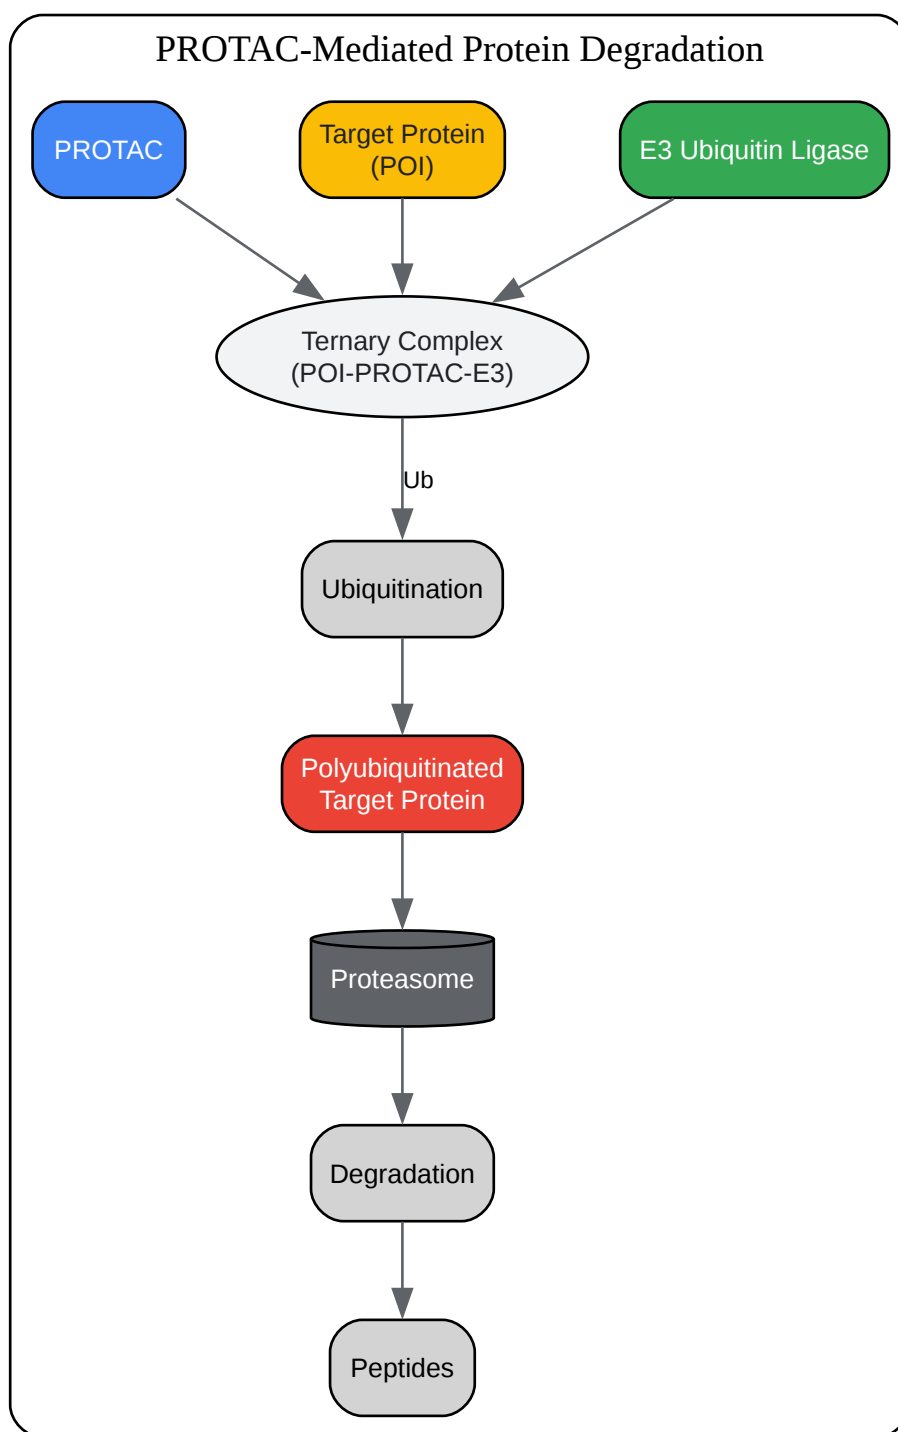 PROTAC-Mediated Protein Degradation
PROTAC
Target Protein
(POI)
E3 Ubiquitin Ligase
Ternary Complex
(POI-PROTAC-E3)
Ub
Ubiquitination
Polyubiquitinated
Target Protein
Proteasome
Degradation
Peptides